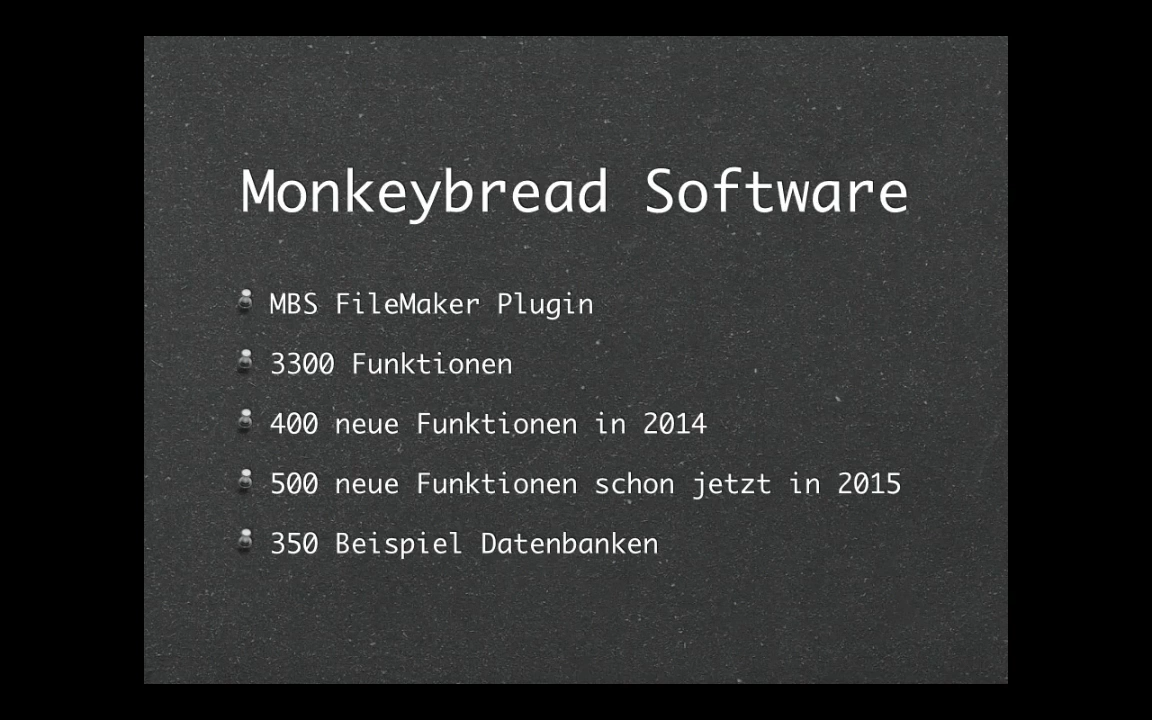 Monkeybread Software
MBS FileMaker Plugin
3300 Funktionen
400 neue Funktionen in 2014
500 neue Funktionen schon jetzt in 2015
350 Beispiel Datenbanken